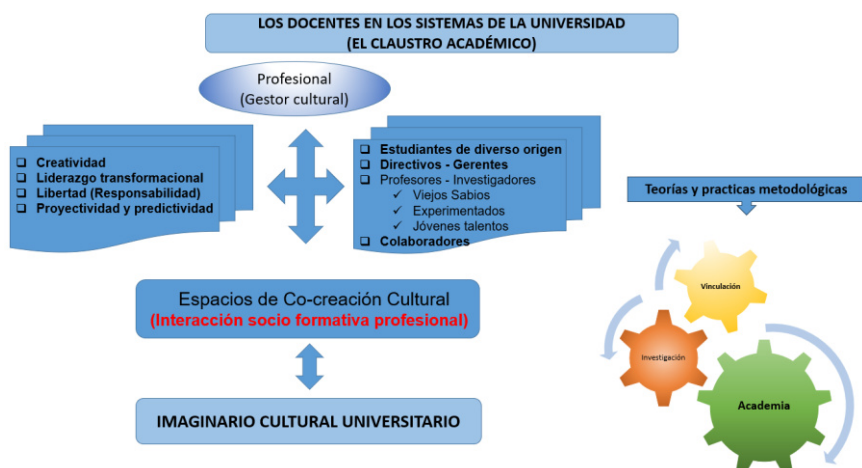 LOS DOCENTES EN LOS SISTEMAS DE LA UNIVERSIDAD
(EL CLAUSTRO ACADÉMICO)
Profesional
(Gestor cultural)
Creatividad
Liderazgo transformacional
Libertad (Responsabilidad)
Proyectividad y predictividad
Estudiantes de diverso origen
Directivos - Gerentes
Profesores - Investigadores
Viejos Sabios
Experimentados
Jóvenes talentos
Colaboradores
Teorías y practicas metodológicas
Vinculación
Investigación
Academia
Espacios de Co-creación Cultural
(Interacción socio formativa profesional)
IMAGINARIO CULTURAL UNIVERSITARIO